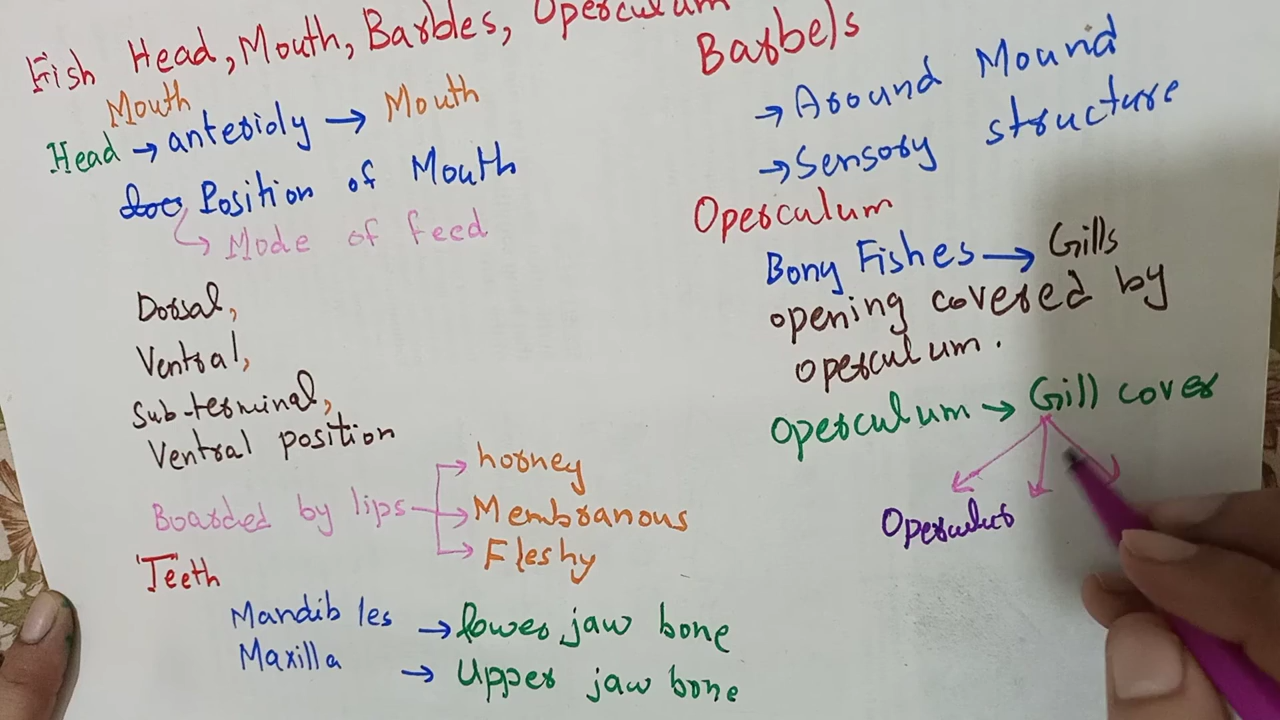 Fish Head, Mouth, Barbles, Operculum
Mouth
Head → anterioly → Mouth
Position of Mouth
↳ Mode of feed
Dorsal,
Ventral,
Sub-terminal,
Ventral position
Boarded by lips
horney
Membranous
Fleshy
"Teeth
Mandibles → lower jaw bone
Maxilla → Upper jaw bone
Barbels
→ Around Mound
→ Sensory structure
Operculum
Bony Fishes → Gills
opening covered by
operculum.
Operculum → Gill cover